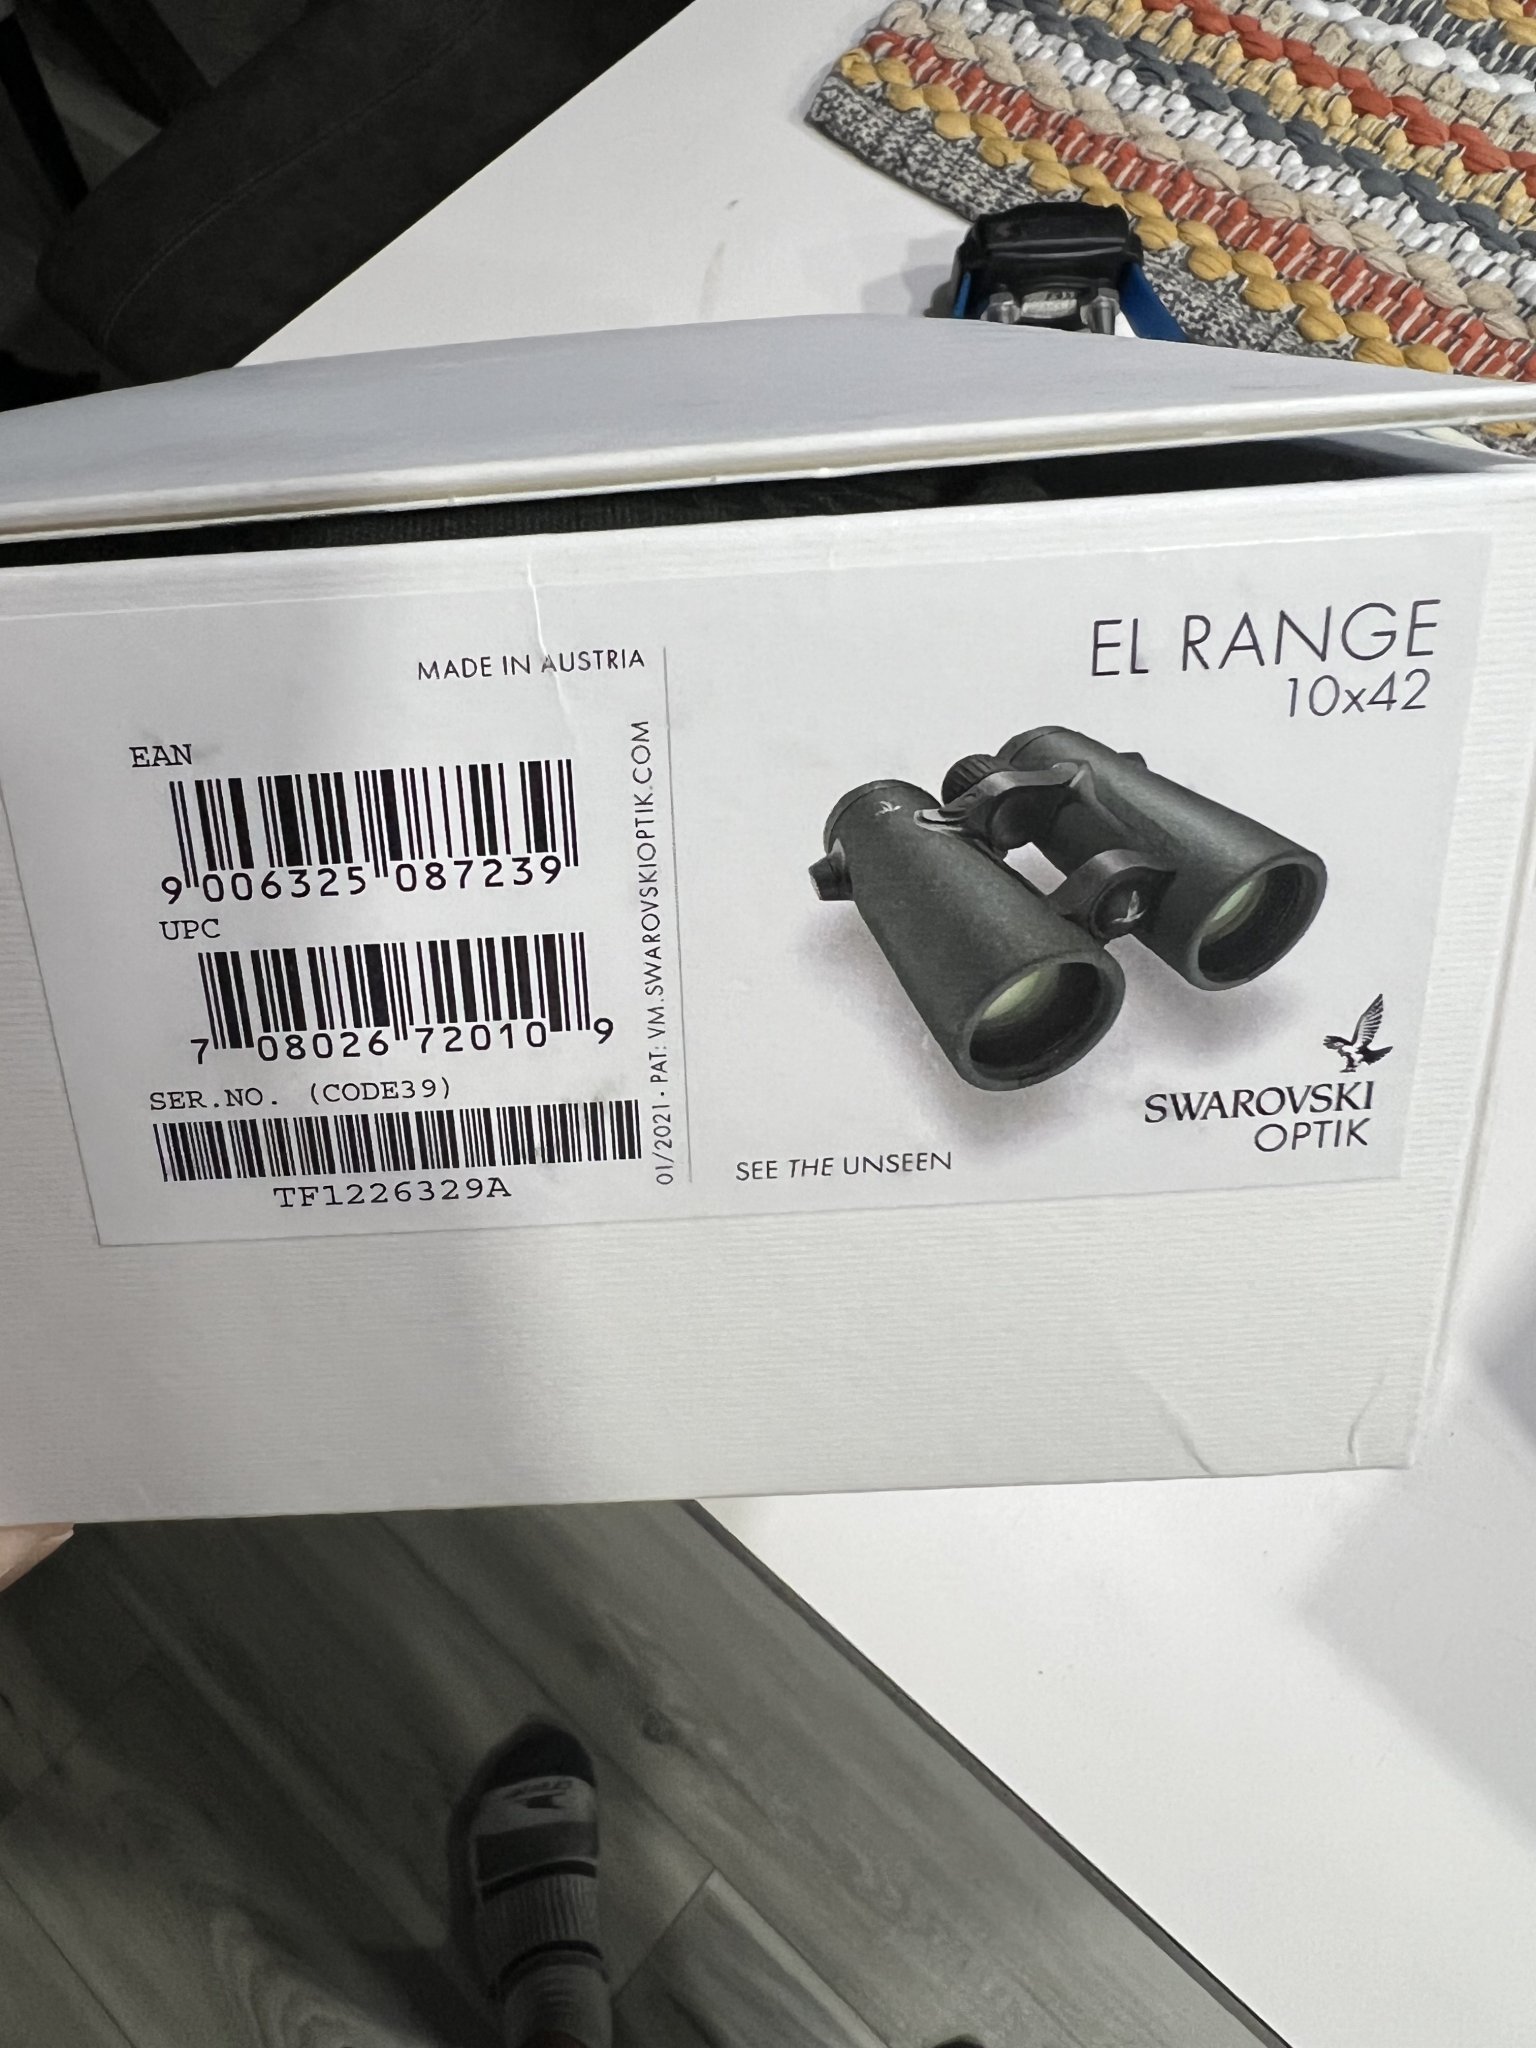 MADE IN AUSTRIA
EAN
9 006325 087239
UPC
7 08026 72010 9
SER.NO. (CODE39)
TF1226329A
01/2021 · PAT: VM.SWAROVSKIOPTIK.COM
EL RANGE
10x42
SWAROVSKI
OPTIK
SEE THE UNSEEN